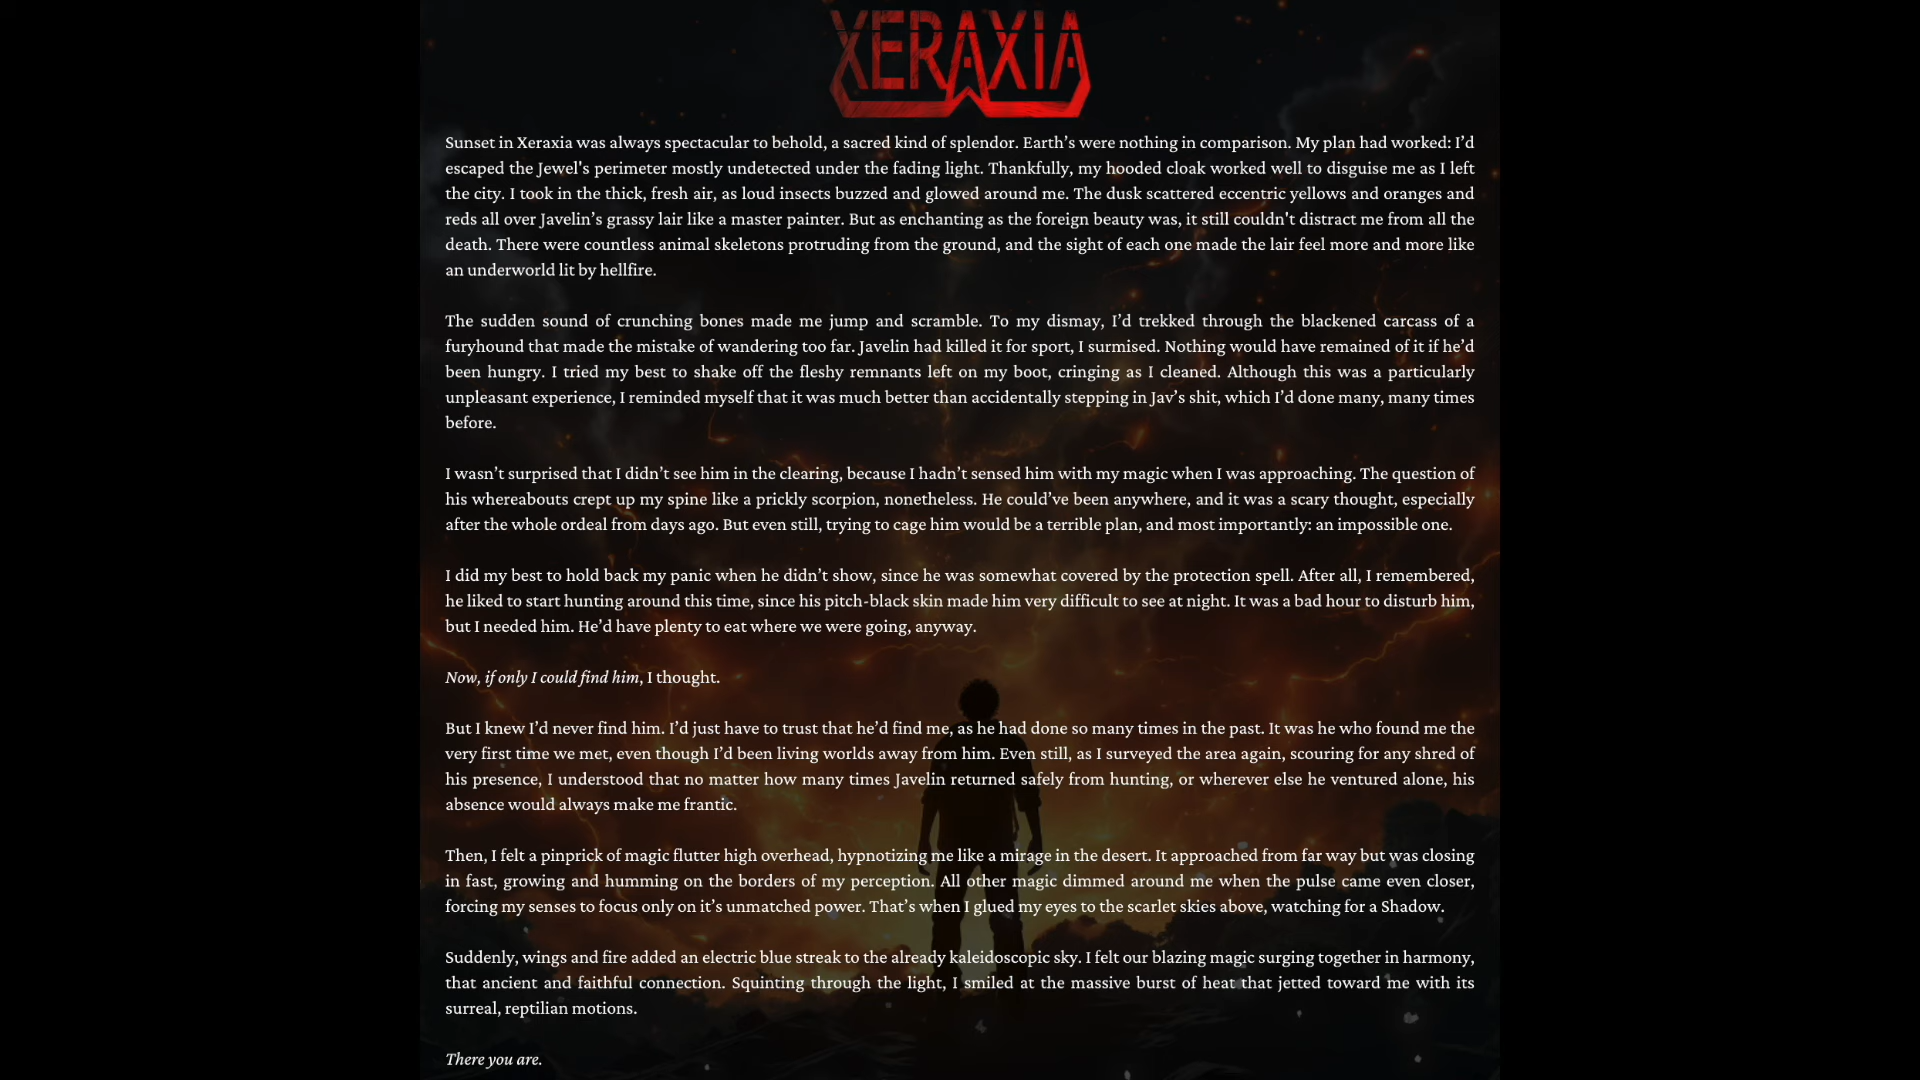 XERAXIA
Sunset in Xeraxia was always spectacular to behold, a sacred kind of splendor. Earth’s were nothing in comparison. My plan had worked: I’d
escaped the Jewel's perimeter mostly undetected under the fading light. Thankfully, my hooded cloak worked well to disguise me as I left
the city. I took in the thick, fresh air, as loud insects buzzed and glowed around me. The dusk scattered eccentric yellows and oranges and
reds all over Javelin’s grassy lair like a master painter. But as enchanting as the foreign beauty was, it still couldn't distract me from all the
death. There were countless animal skeletons protruding from the ground, and the sight of each one made the lair feel more and more like
an underworld lit by hellfire.
The sudden sound of crunching bones made me jump and scramble. To my dismay, I’d trekked through the blackened carcass of a
furyhound that made the mistake of wandering too far. Javelin had killed it for sport, I surmised. Nothing would have remained of it if he’d
been hungry. I tried my best to shake off the fleshy remnants left on my boot, cringing as I cleaned. Although this was a particularly
unpleasant experience, I reminded myself that it was much better than accidentally stepping in Jav’s shit, which I’d done many, many times
before.
I wasn’t surprised that I didn’t see him in the clearing, because I hadn’t sensed him with my magic when I was approaching. The question of
his whereabouts crept up my spine like a prickly scorpion, nonetheless. He could’ve been anywhere, and it was a scary thought, especially
after the whole ordeal from days ago. But even still, trying to cage him would be a terrible plan, and most importantly: an impossible one.
I did my best to hold back my panic when he didn’t show, since he was somewhat covered by the protection spell. After all, I remembered,
he liked to start hunting around this time, since his pitch-black skin made him very difficult to see at night. It was a bad hour to disturb him,
but I needed him. He’d have plenty to eat where we were going, anyway.
Now, if only I could find him, I thought.
But I knew I’d never find him. I’d just have to trust that he’d find me, as he had done so many times in the past. It was he who found me the
very first time we met, even though I’d been living worlds away from him. Even still, as I surveyed the area again, scouring for any shred of
his presence, I understood that no matter how many times Javelin returned safely from hunting, or wherever else he ventured alone, his
absence would always make me frantic.
Then, I felt a pinprick of magic flutter high overhead, hypnotizing me like a mirage in the desert. It approached from far way but was closing
in fast, growing and humming on the borders of my perception. All other magic dimmed around me when the pulse came even closer,
forcing my senses to focus only on it’s unmatched power. That’s when I glued my eyes to the scarlet skies above, watching for a Shadow.
Suddenly, wings and fire added an electric blue streak to the already kaleidoscopic sky. I felt our blazing magic surging together in harmony,
that ancient and faithful connection. Squinting through the light, I smiled at the massive burst of heat that jetted toward me with its
surreal, reptilian motions.
There you are.